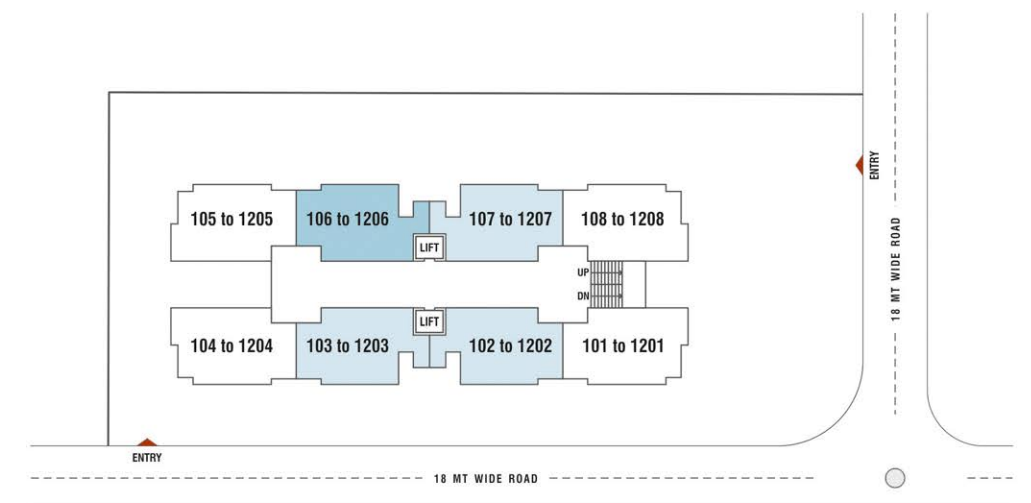 ENTRY
18 MT WIDE ROAD
105 to 1205
106 to 1206
107 to 1207
108 to 1208
LIFT
UP
DN
LIFT
104 to 1204
103 to 1203
102 to 1202
101 to 1201
ENTRY
18 MT WIDE ROAD